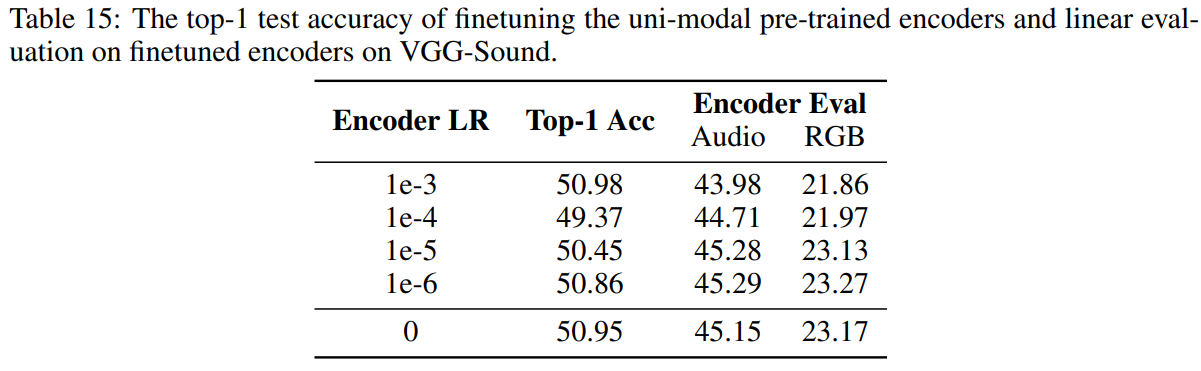 Table 15: The top-1 test accuracy of finetuning the uni-modal pre-trained encoders and linear eval-
uation on finetuned encoders on VGG-Sound.
Encoder LR Top-1 Acc Encoder Eval
Audio RGB
1e-3 50.98 43.98 21.86
1e-4 49.37 44.71 21.97
1e-5 50.45 45.28 23.13
1e-6 50.86 45.29 23.27
0 50.95 45.15 23.17